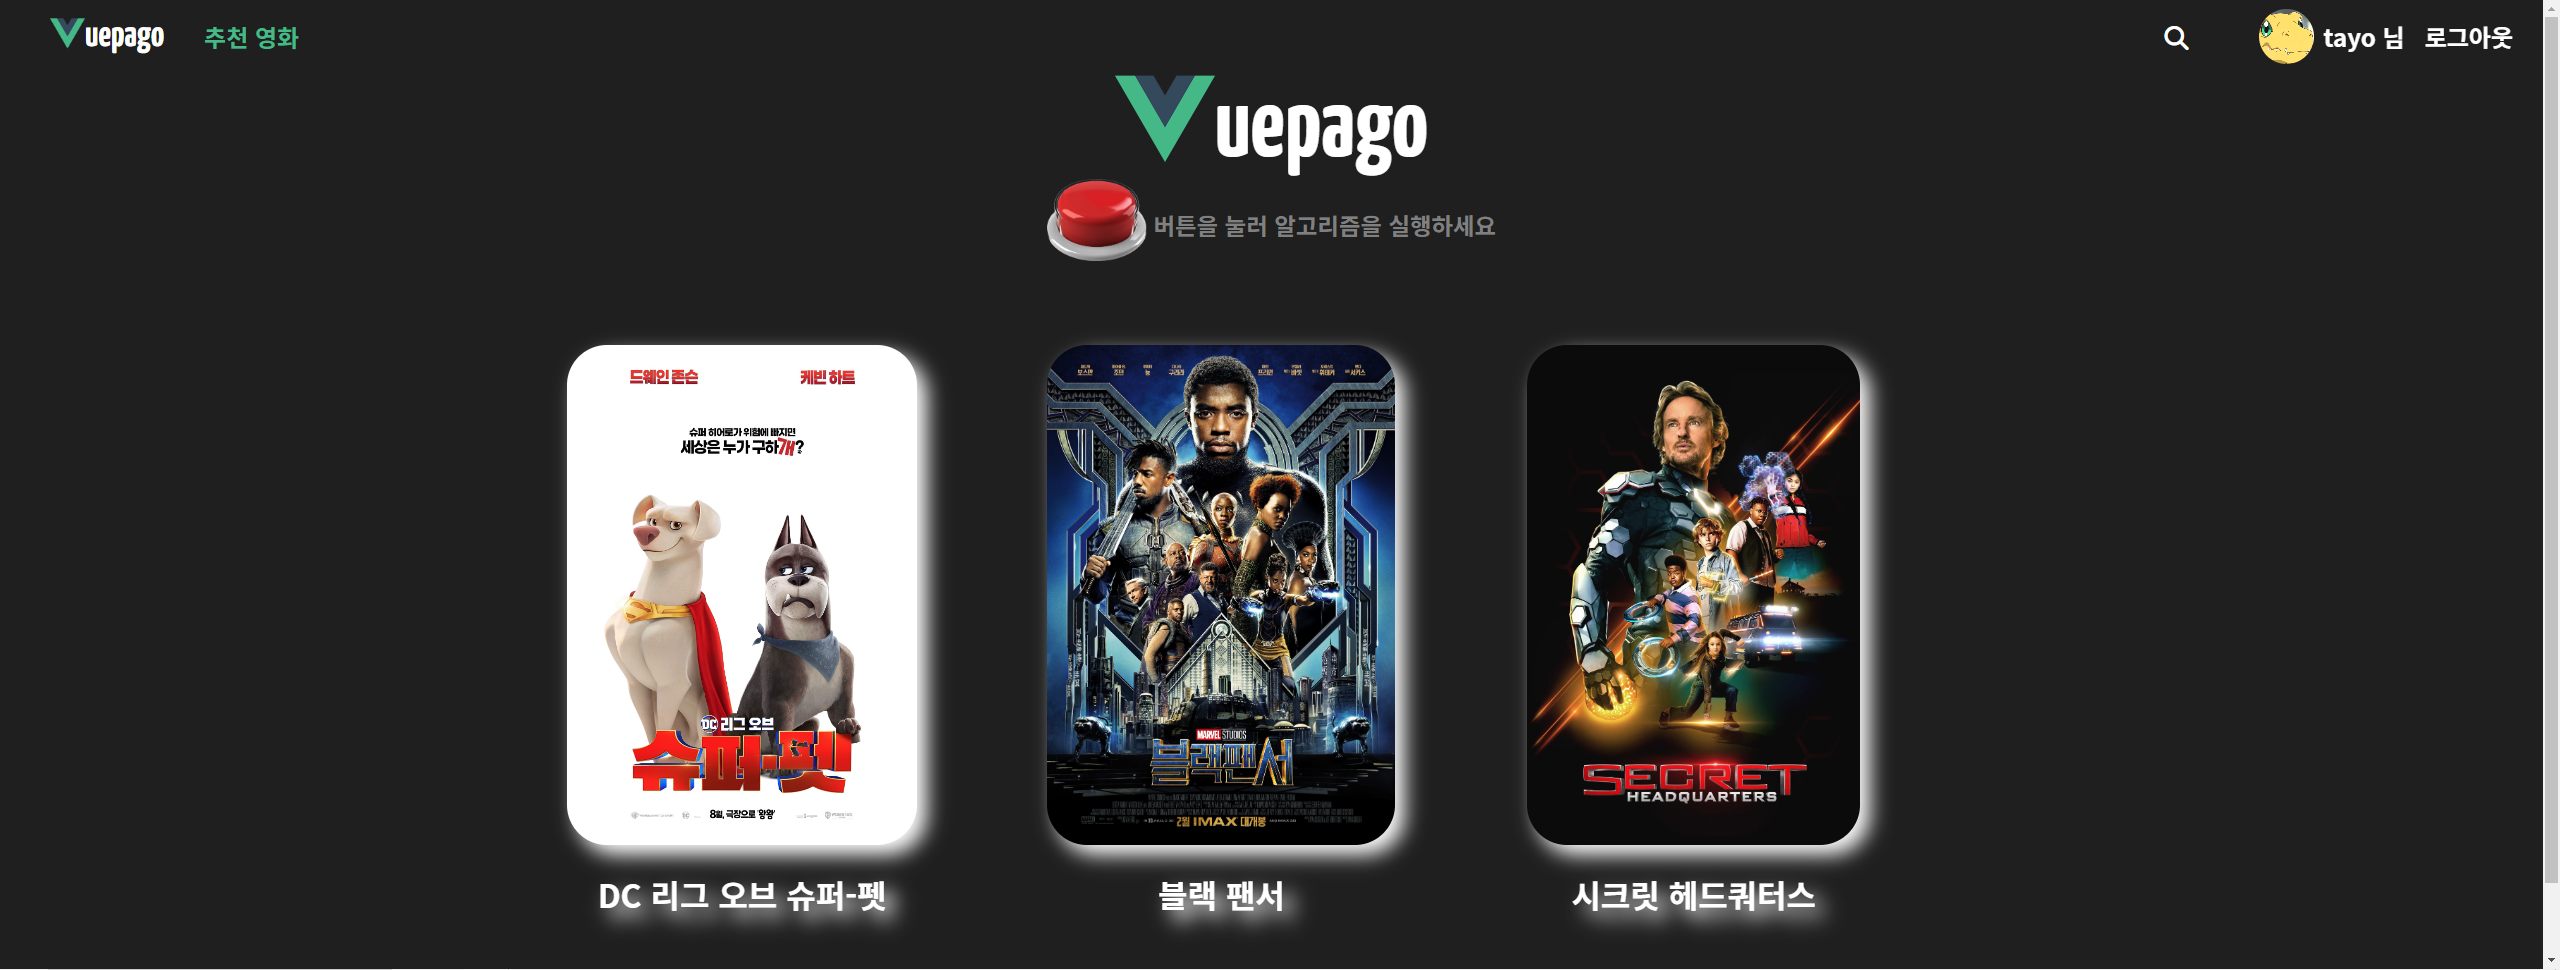 Vuepago
추천 영화
tayo 님
로그아웃
Vuepago
버튼을 눌러 알고리즘을 실행하세요
드웨인 존슨
케빈 하트
슈퍼 히어로가 위험에 빠지면
세상은 누가 구하개?
DC 리그 오브
슈퍼-펫
8월, 극장으로 '왕왕'
MARVEL STUDIOS
블랙 팬서
2월 IMAX 대개봉
SECRET
HEADQUARTERS
DC 리그 오브 슈퍼-펫
블랙 팬서
시크릿 헤드쿼터스